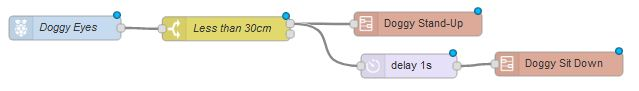 Doggy Eyes
Less than 30cm
Doggy Stand-Up
delay 1s
Doggy Sit Down